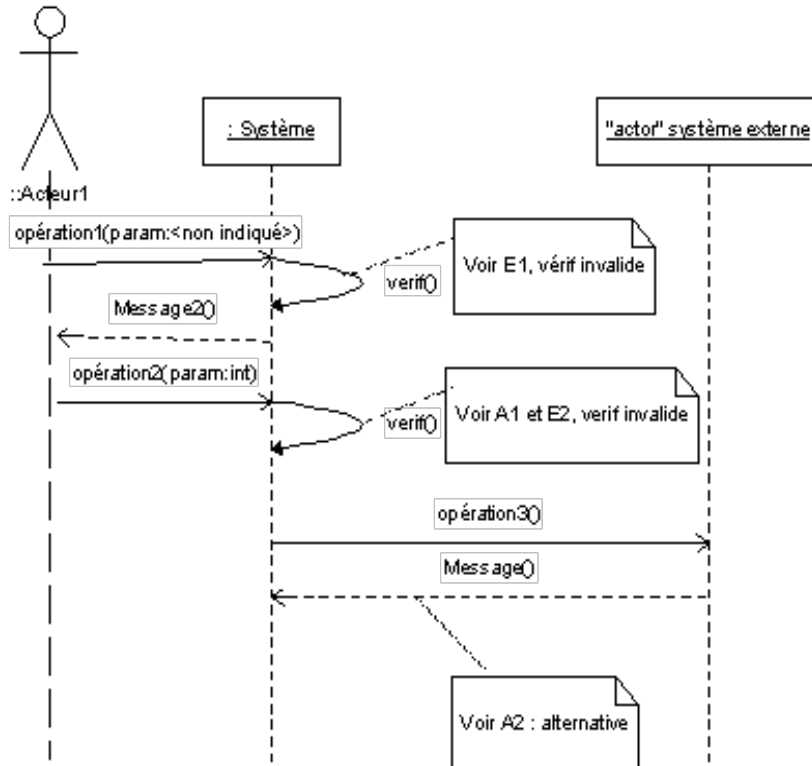 : Système
"actor" système externe
::Acteur1
opération1(param:<non indiqué>)
Voir E1, vérif invalide
verif()
Message2()
opération2(param:int)
Voir A1 et E2, verif invalide
verif()
opération3()
Message()
Voir A2 : alternative